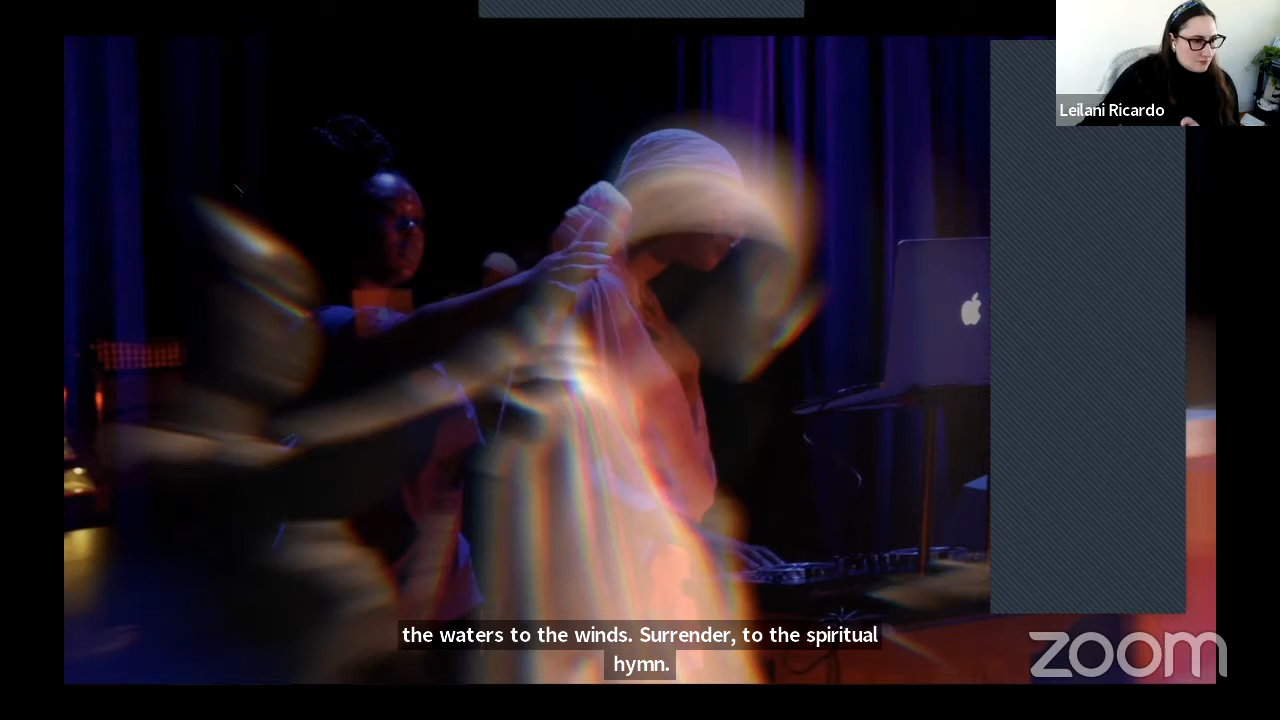 Leilani Ricardo
the waters to the winds. Surrender, to the spiritual
hymn.
zoom